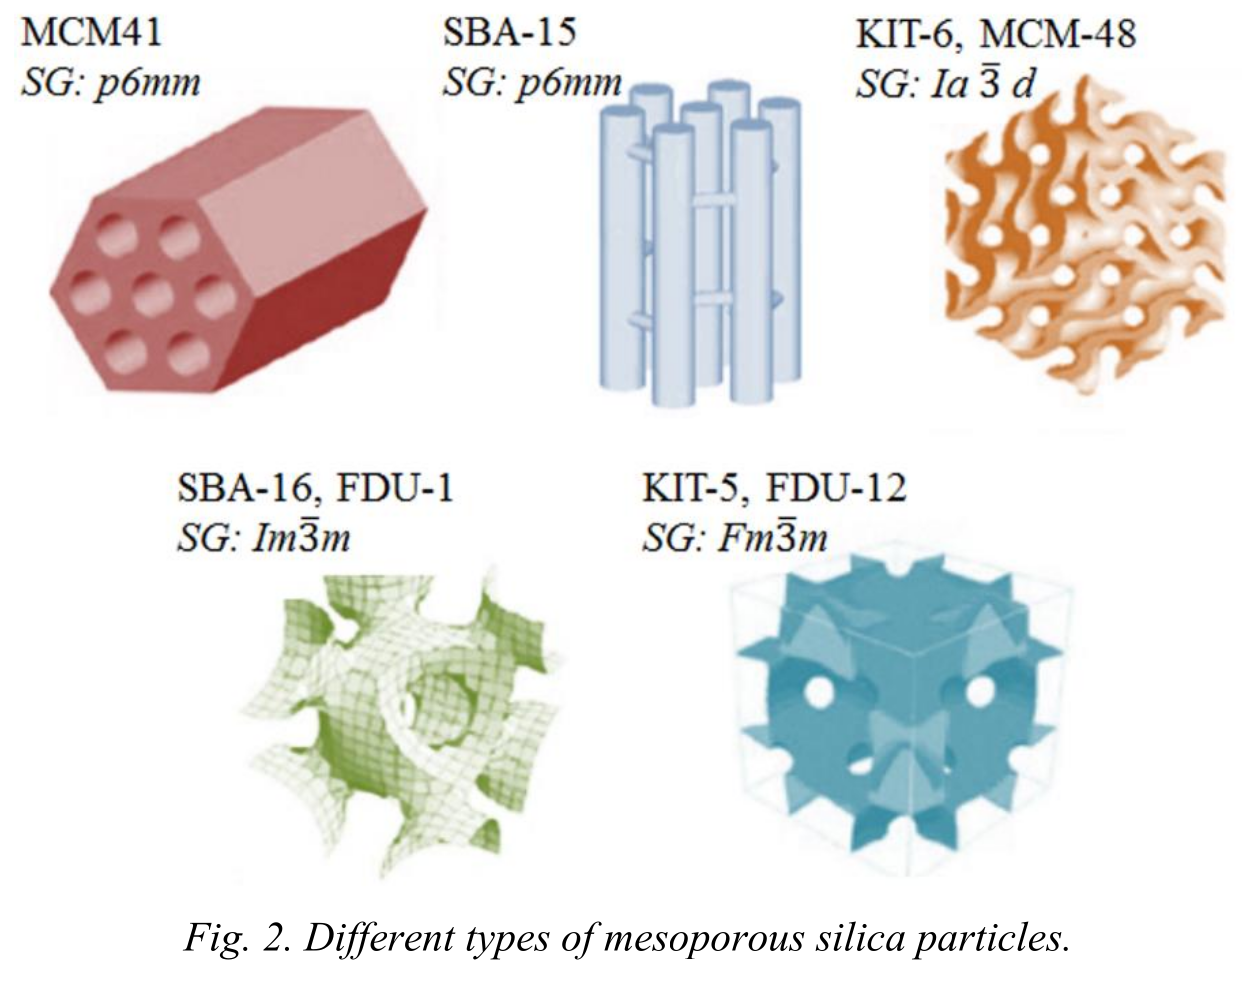 MCM41
SG: p6mm
SBA-15
SG: p6mm
KIT-6, MCM-48
SG: Ia 3̅ d
SBA-16, FDU-1
SG: Im3̅m
KIT-5, FDU-12
SG: Fm3̅m
Fig. 2. Different types of mesoporous silica particles.